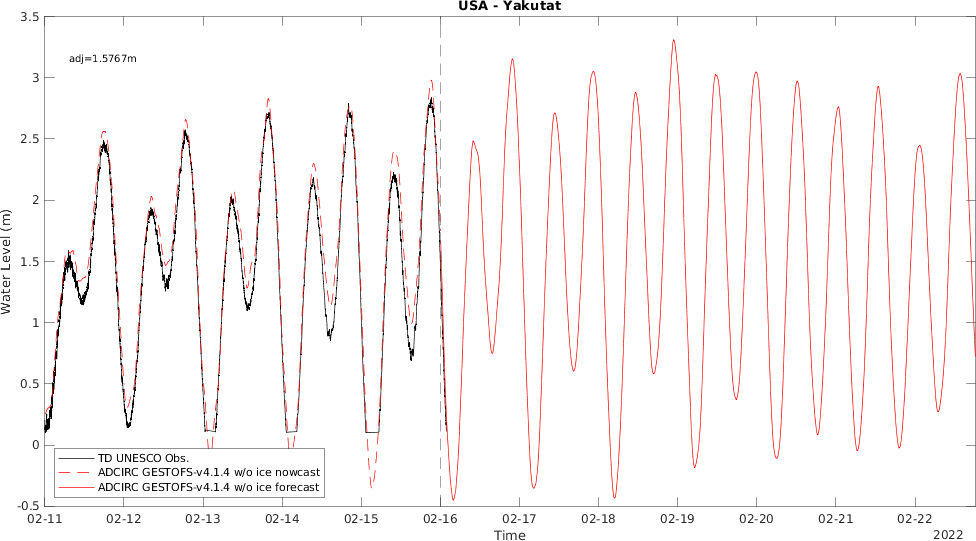 USA - Yakutat
adj=1.5767m
Water Level (m)
3.5
3
2.5
2
1.5
1
0.5
0
-0.5
TD UNESCO Obs.
ADCIRC GESTOFS-v4.1.4 w/o ice nowcast
ADCIRC GESTOFS-v4.1.4 w/o ice forecast
02-11 02-12 02-13 02-14 02-15 02-16 02-17 02-18 02-19 02-20 02-21 02-22
Time
2022